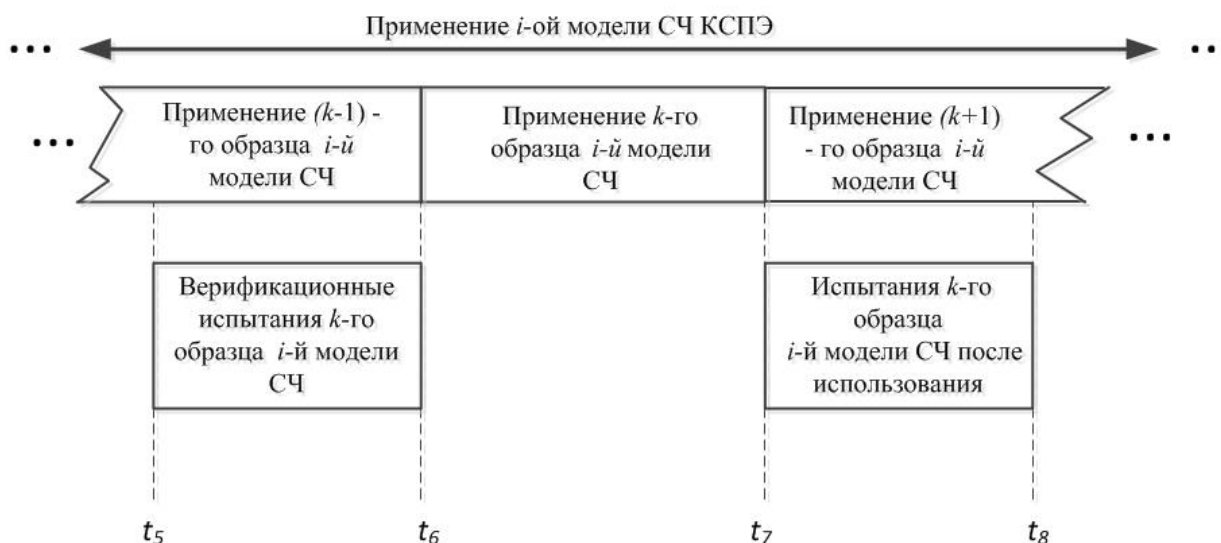 Применение i-ой модели СЧ КСПЭ
... ..
Применение (k-1) -
го образца i-й
модели СЧ
Применение k-го
образца i-й модели
СЧ
Применение (k+1)
- го образца i-й
модели СЧ
... ...
Верификационные
испытания k-го
образца i-й модели
СЧ
Испытания k-го
образца
i-й модели СЧ после
использования
t5 t6 t7 t8